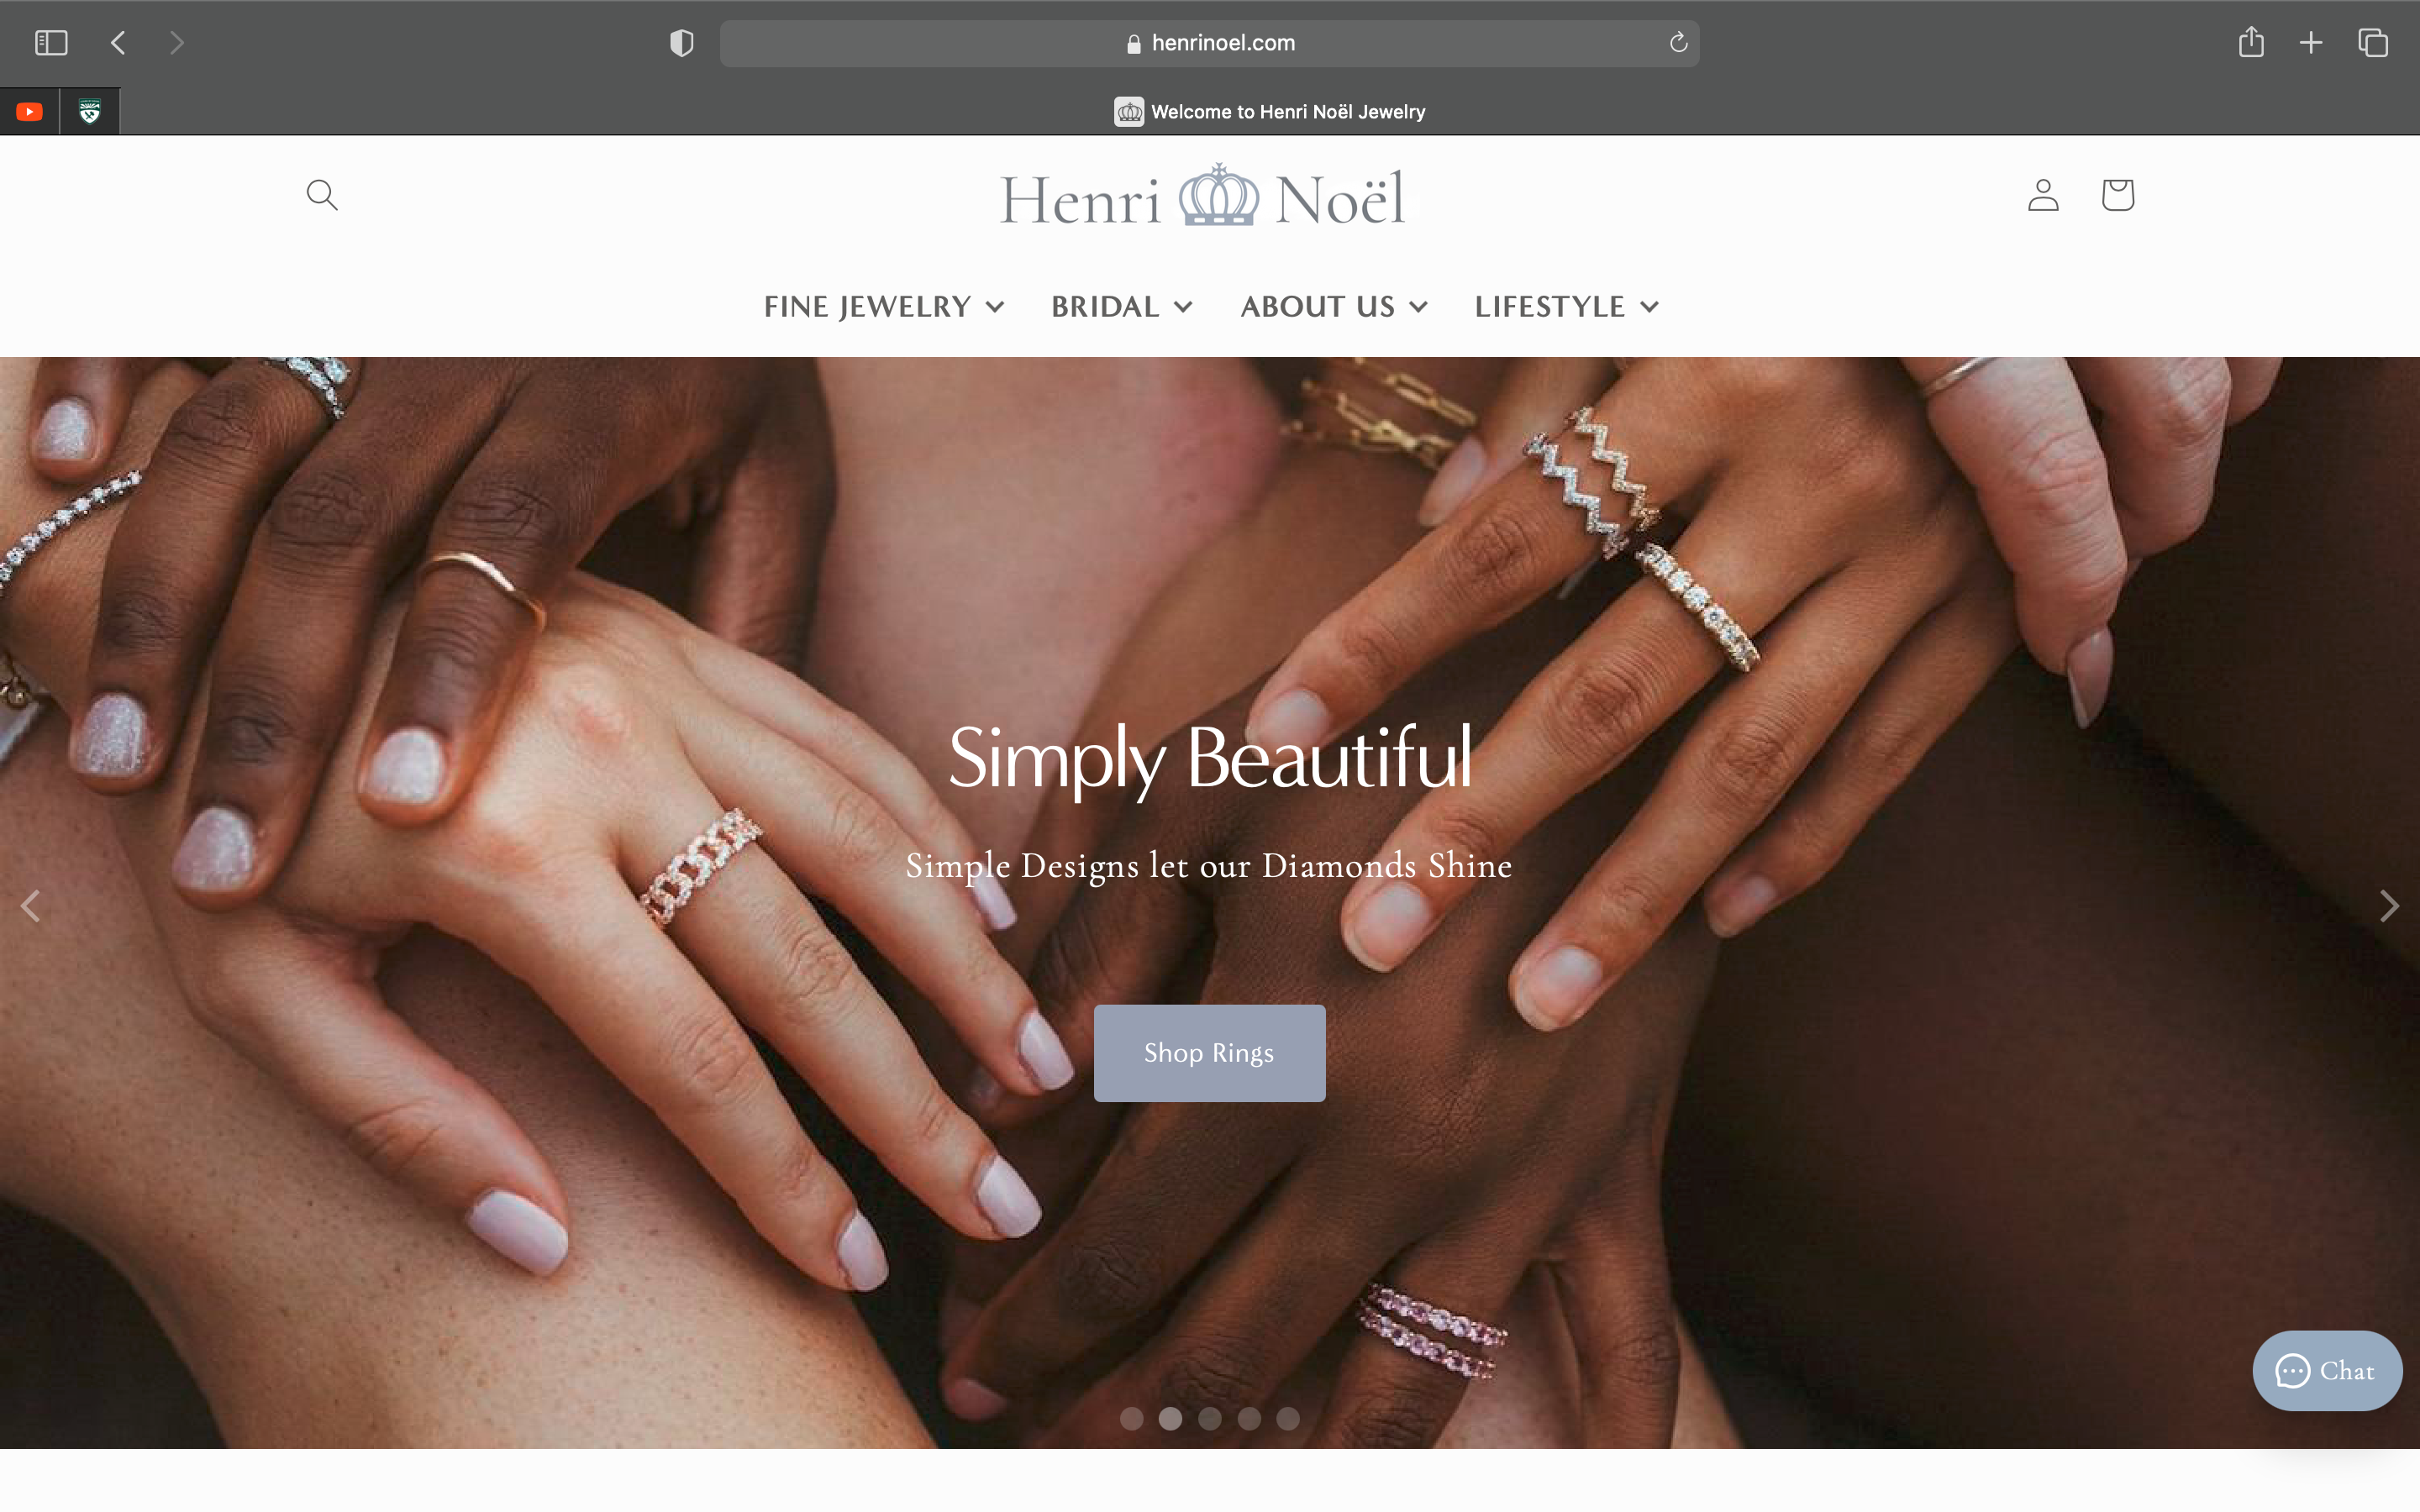 henrinoel.com
Welcome to Henri Noël Jewelry
Henri Noël
FINE JEWELRY BRIDAL ABOUT US LIFESTYLE
Simply Beautiful
Simple Designs let our Diamonds Shine
Shop Rings
Chat